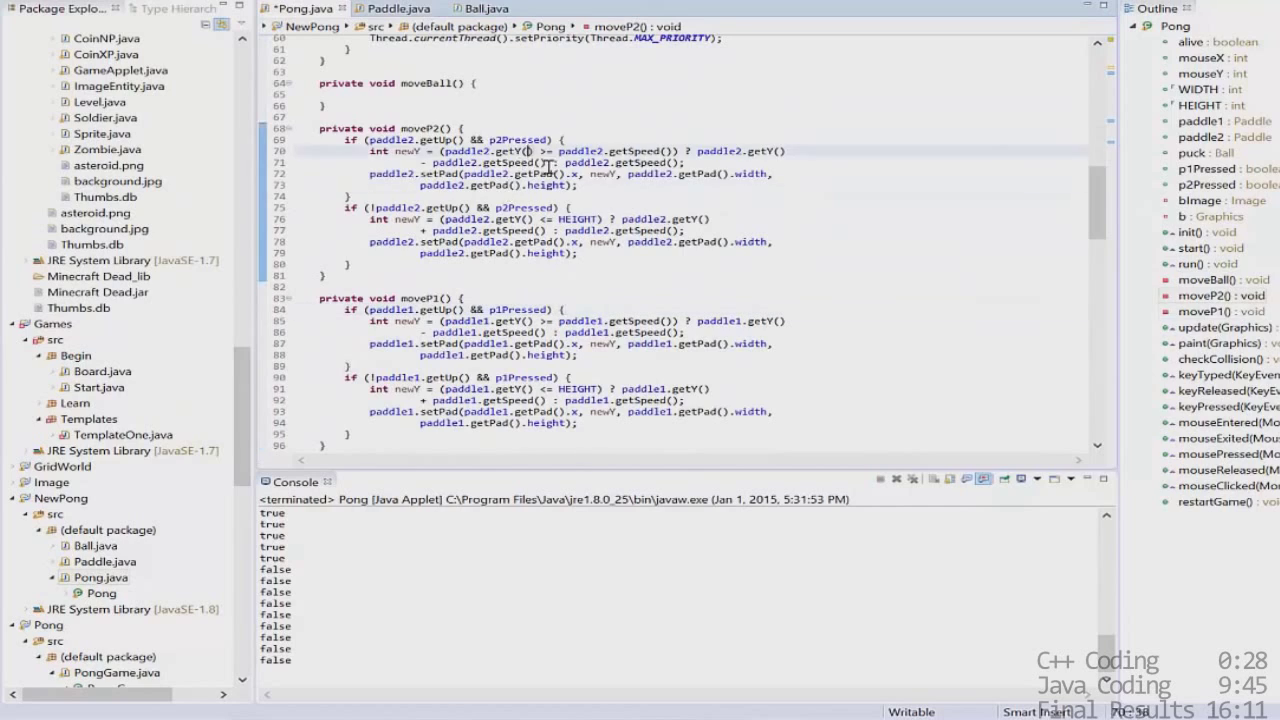 Package Explo...
Type Hierarch
CoinNP.java
CoinXP.java
GameApplet.java
ImageEntity.java
Level.java
Soldier.java
Sprite.java
Zombie.java
asteroid.png
background.jpg
Thumbs.db
asteroid.png
background.jpg
Thumbs.db
JRE System Library [JavaSE-1.7]
Minecraft Dead_lib
Minecraft Dead.jar
Thumbs.db
Games
src
Begin
Board.java
Start.java
Learn
Templates
TemplateOne.java
JRE System Library [JavaSE-1.7]
GridWorld
Image
NewPong
src
(default package)
Ball.java
Paddle.java
Pong.java
Pong
JRE System Library [JavaSE-1.8]
Pong
src
(default package)
PongGame.java
*Pong.java
Paddle.java
Ball.java
NewPong
src
(default package)
Pong
moveP2() : void
60 Thread.currentThread().setPriority(Thread.MAX_PRIORITY);
61 }
62 }
63
64 private void moveBall() {
65
66 }
67
68 private void moveP2() {
69 if (paddle2.getUp() && p2Pressed) {
70 int newY = (paddle2.getY() >= paddle2.getSpeed()) ? paddle2.getY()
71 - paddle2.getSpeed() : paddle2.getSpeed();
72 paddle2.setPad(paddle2.getPad().x, newY, paddle2.getPad().width,
73 paddle2.getPad().height);
74 }
75 if (!paddle2.getUp() && p2Pressed) {
76 int newY = (paddle2.getY() <= HEIGHT) ? paddle2.getY()
77 + paddle2.getSpeed() : paddle2.getSpeed();
78 paddle2.setPad(paddle2.getPad().x, newY, paddle2.getPad().width,
79 paddle2.getPad().height);
80 }
81 }
82
83 private void moveP1() {
84 if (paddle1.getUp() && p1Pressed) {
85 int newY = (paddle1.getY() >= paddle1.getSpeed()) ? paddle1.getY()
86 - paddle1.getSpeed() : paddle1.getSpeed();
87 paddle1.setPad(paddle1.getPad().x, newY, paddle1.getPad().width,
88 paddle1.getPad().height);
89 }
90 if (!paddle1.getUp() && p1Pressed) {
91 int newY = (paddle1.getY() <= HEIGHT) ? paddle1.getY()
92 + paddle1.getSpeed() : paddle1.getSpeed();
93 paddle1.setPad(paddle1.getPad().x, newY, paddle1.getPad().width,
94 paddle1.getPad().height);
95 }
96 }
Console
<terminated> Pong [Java Applet] C:\Program Files\Java\jre1.8.0_25\bin\javaw.exe (Jan 1, 2015, 5:31:53 PM)
true
true
true
true
true
false
false
false
false
false
false
false
false
false
Outline
Pong
alive : boolean
mouseX : int
mouseY : int
WIDTH : int
HEIGHT : int
paddle1 : Paddle
paddle2 : Paddle
puck : Ball
p1Pressed : boolean
p2Pressed : boolean
bImage : Graphics
b : Graphics
init() : void
start() : void
run() : void
moveBall() : void
moveP2() : void
moveP1() : void
update(Graphics)
paint(Graphics) :
checkCollision() :
keyTyped(KeyEven
keyReleased(KeyE
keyPressed(KeyEv
mouseEntered(Mo
mouseExited(Mou
mousePressed(Mo
mouseReleased(M
mouseClicked(Mou
restartGame() : vo
C++ Coding 0:28
Java Coding 9:45
Final Results 16:11
Writable
Smart Insert